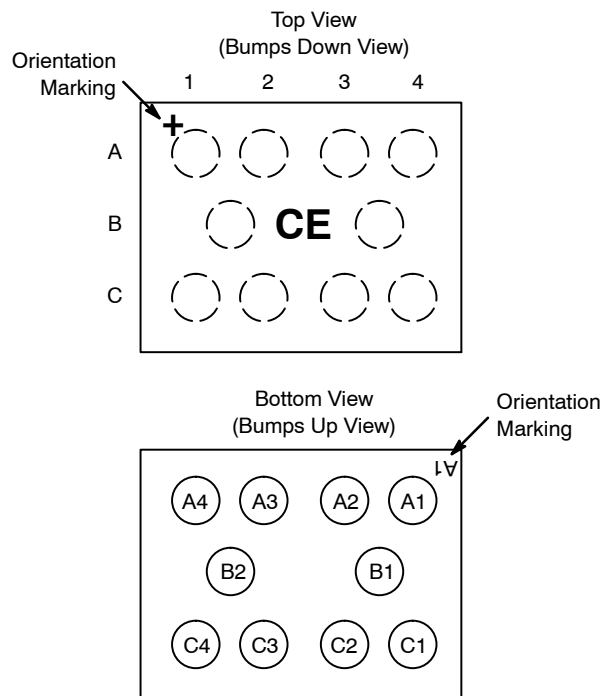 Top View
(Bumps Down View)
Orientation
Marking
1 2 3 4
+
A
B CE
C
Bottom View
(Bumps Up View)
Orientation
Marking
A1
A4 A3 A2 A1
B2 B1
C4 C3 C2 C1